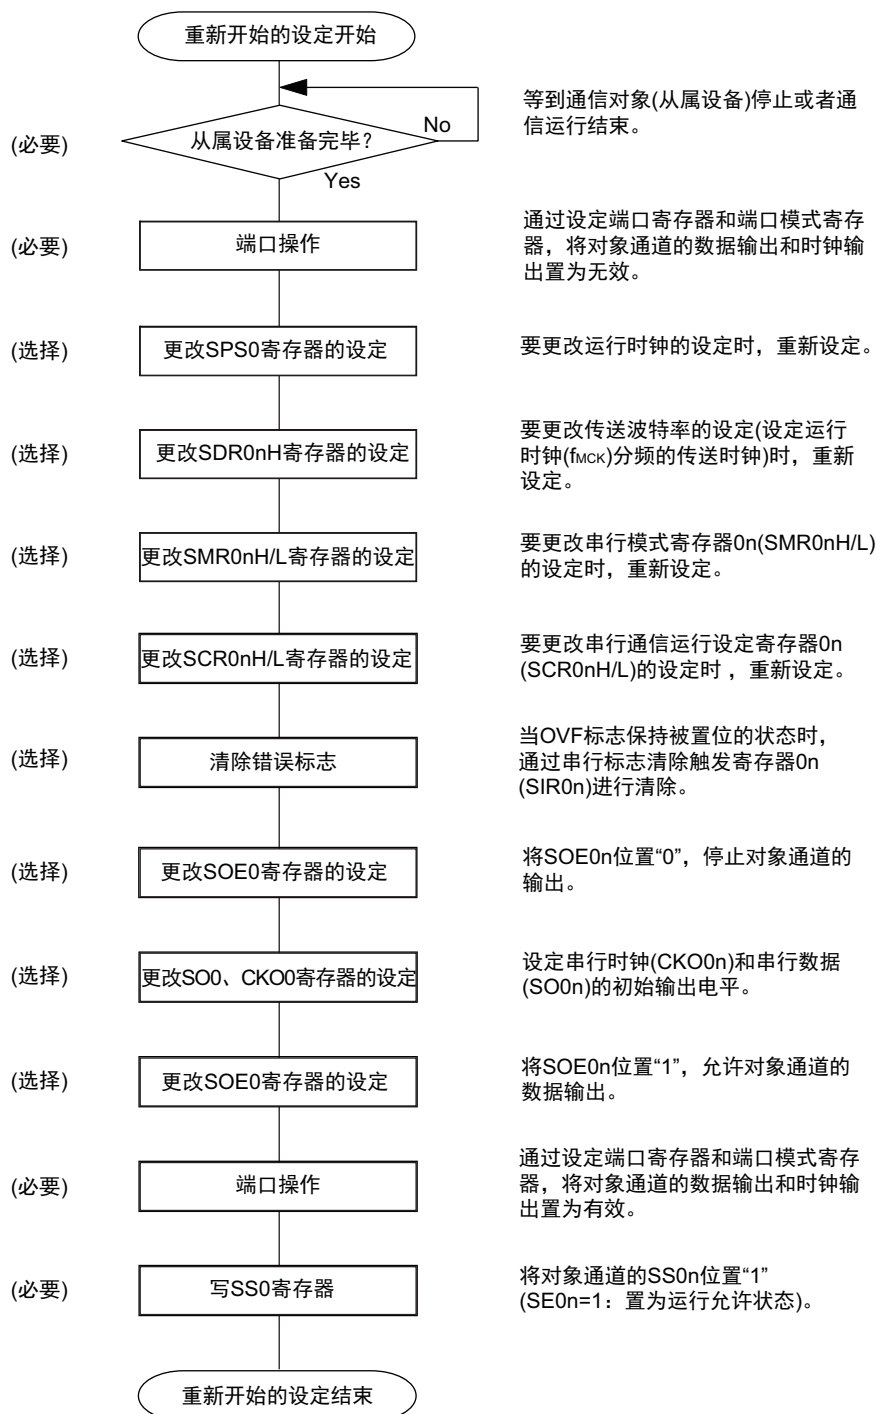 重新开始的设定开始
等到通信对象(从属设备)停止或者通
信运行结束。
No
(必要)
从属设备准备完毕？
Yes
(必要)
端口操作
通过设定端口寄存器和端口模式寄存
器，将对象通道的数据输出和时钟输
出置为无效。
(选择)
更改SPS0寄存器的设定
要更改运行时钟的设定时，重新设定。
(选择)
更改SDR0nH寄存器的设定
要更改传送波特率的设定(设定运行
时钟(fMCK)分频的传送时钟)时，重新
设定。
(选择)
更改SMR0nH/L寄存器的设定
要更改串行模式寄存器0n(SMR0nH/L)
的设定时，重新设定。
(选择)
更改SCR0nH/L寄存器的设定
要更改串行通信运行设定寄存器0n
(SCR0nH/L)的设定时，重新设定。
(选择)
清除错误标志
当OVF标志保持被置位的状态时，
通过串行标志清除触发寄存器0n
(SIR0n)进行清除。
(选择)
更改SOE0寄存器的设定
将SOE0n位置“0”，停止对象通道的
输出。
(选择)
更改SO0、CKO0寄存器的设定
设定串行时钟(CKO0n)和串行数据
(SO0n)的初始输出电平。
(选择)
更改SOE0寄存器的设定
将SOE0n位置“1”，允许对象通道的
数据输出。
(必要)
端口操作
通过设定端口寄存器和端口模式寄存
器，将对象通道的数据输出和时钟输
出置为有效。
(必要)
写SS0寄存器
将对象通道的SS0n位置“1”
(SE0n=1：置为运行允许状态)。
重新开始的设定结束